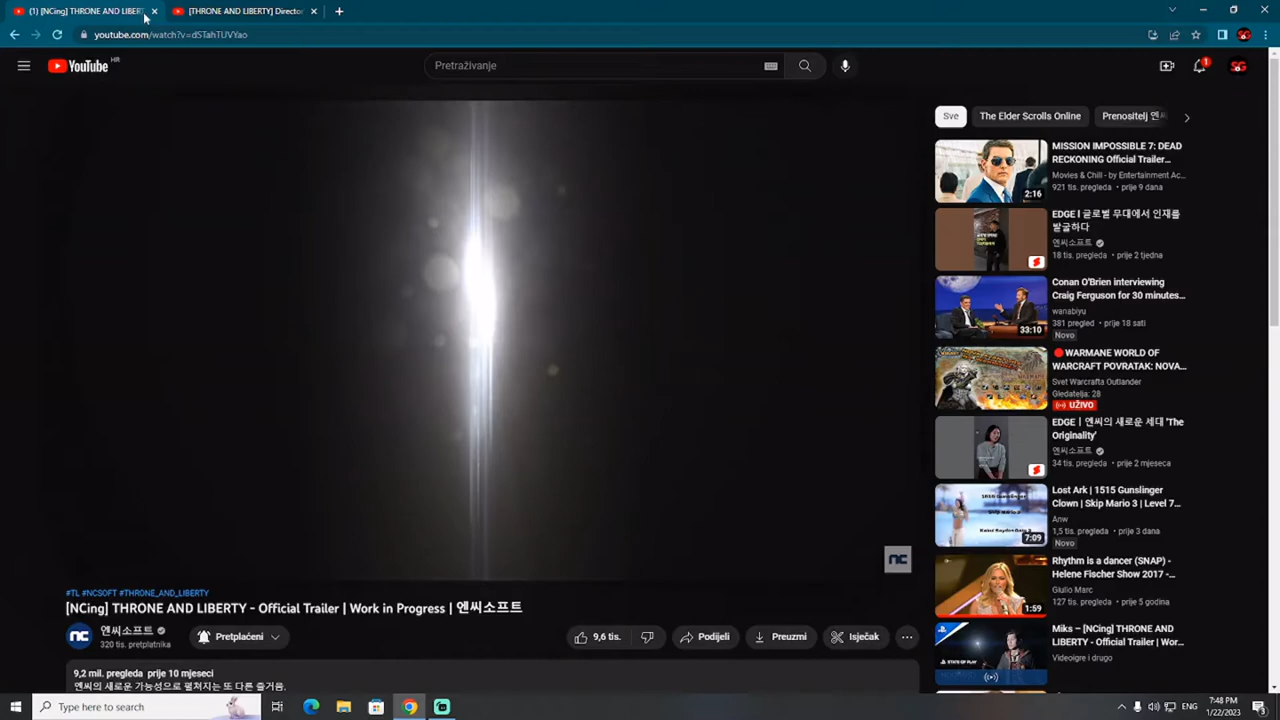 (1) [NCing] THRONE AND LIBERT
[THRONE AND LIBERTY] Director
youtube.com/watch?v=dSTahTUVYao
YouTube HR
Pretraživanje
1
SG
Sve
The Elder Scrolls Online
Prenositelj 엔씨
MISSION IMPOSSIBLE 7: DEAD
RECKONING Official Trailer...
Movies & Chill - by Entertainment Ac...
921 tis. pregleda • prije 9 dana
2:16
EDGE l 글로벌 무대에서 인재를
발굴하다
엔씨소프트
18 tis. pregleda • prije 2 tjedna
Conan O'Brien interviewing
Craig Ferguson for 30 minutes...
wanabiyu
381 pregled • prije 18 sati
Novo
33:10
🔴WARMANE WORLD OF
WARCRAFT POVRATAK: NOVA...
Svet Warcrafta Outlander
Gledatelja: 28
UŽIVO
EDGE | 엔씨의 새로운 세대 'The
Originality'
엔씨소프트
34 tis. pregleda • prije 2 mjeseca
Lost Ark | 1515 Gunslinger
Clown | Skip Mario 3 | Level 7...
Anw
1,5 tis. pregleda • prije 3 dana
Novo
7:09
Rhythm is a dancer (SNAP) -
Helene Fischer Show 2017 -...
Giulio Marc
127 tis. pregleda • prije 5 godina
1:59
Miks – [NCing] THRONE AND
LIBERTY - Official Trailer | Wor...
Videoigre i drugo
STATE OF PLAY
nc
#TL #NCSOFT #THRONE_AND_LIBERTY
[NCing] THRONE AND LIBERTY - Official Trailer | Work in Progress | 엔씨소프트
nc
엔씨소프트
320 tis. pretplatnika
Pretplaćeni
9,6 tis.
Podijeli
Preuzmi
Isječak
9,2 mil. pregleda prije 10 mjeseci
엔씨의 새로운 가능성으로 펼쳐지는 또 다른 즐거움.
Type here to search
ENG
7:48 PM
1/22/2023
3